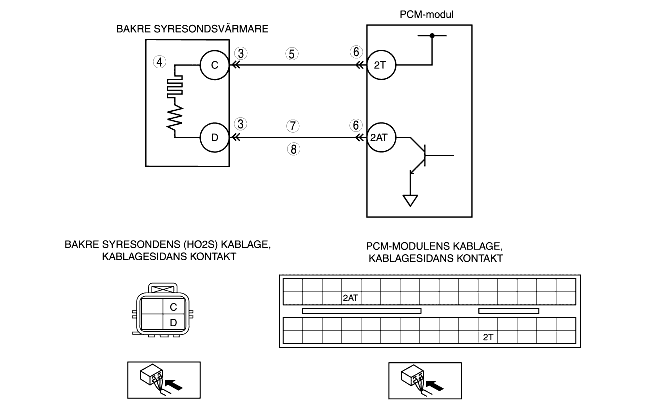 PCM-modul
BAKRE SYRESONDSVÄRMARE
4 C 3 5 6 2T
D 3 7 6 2AT
8
BAKRE SYRESONDENS (HO2S) KABLAGE,
KABLAGESIDANS KONTAKT
PCM-MODULENS KABLAGE,
KABLAGESIDANS KONTAKT
C
D
2AT
2T